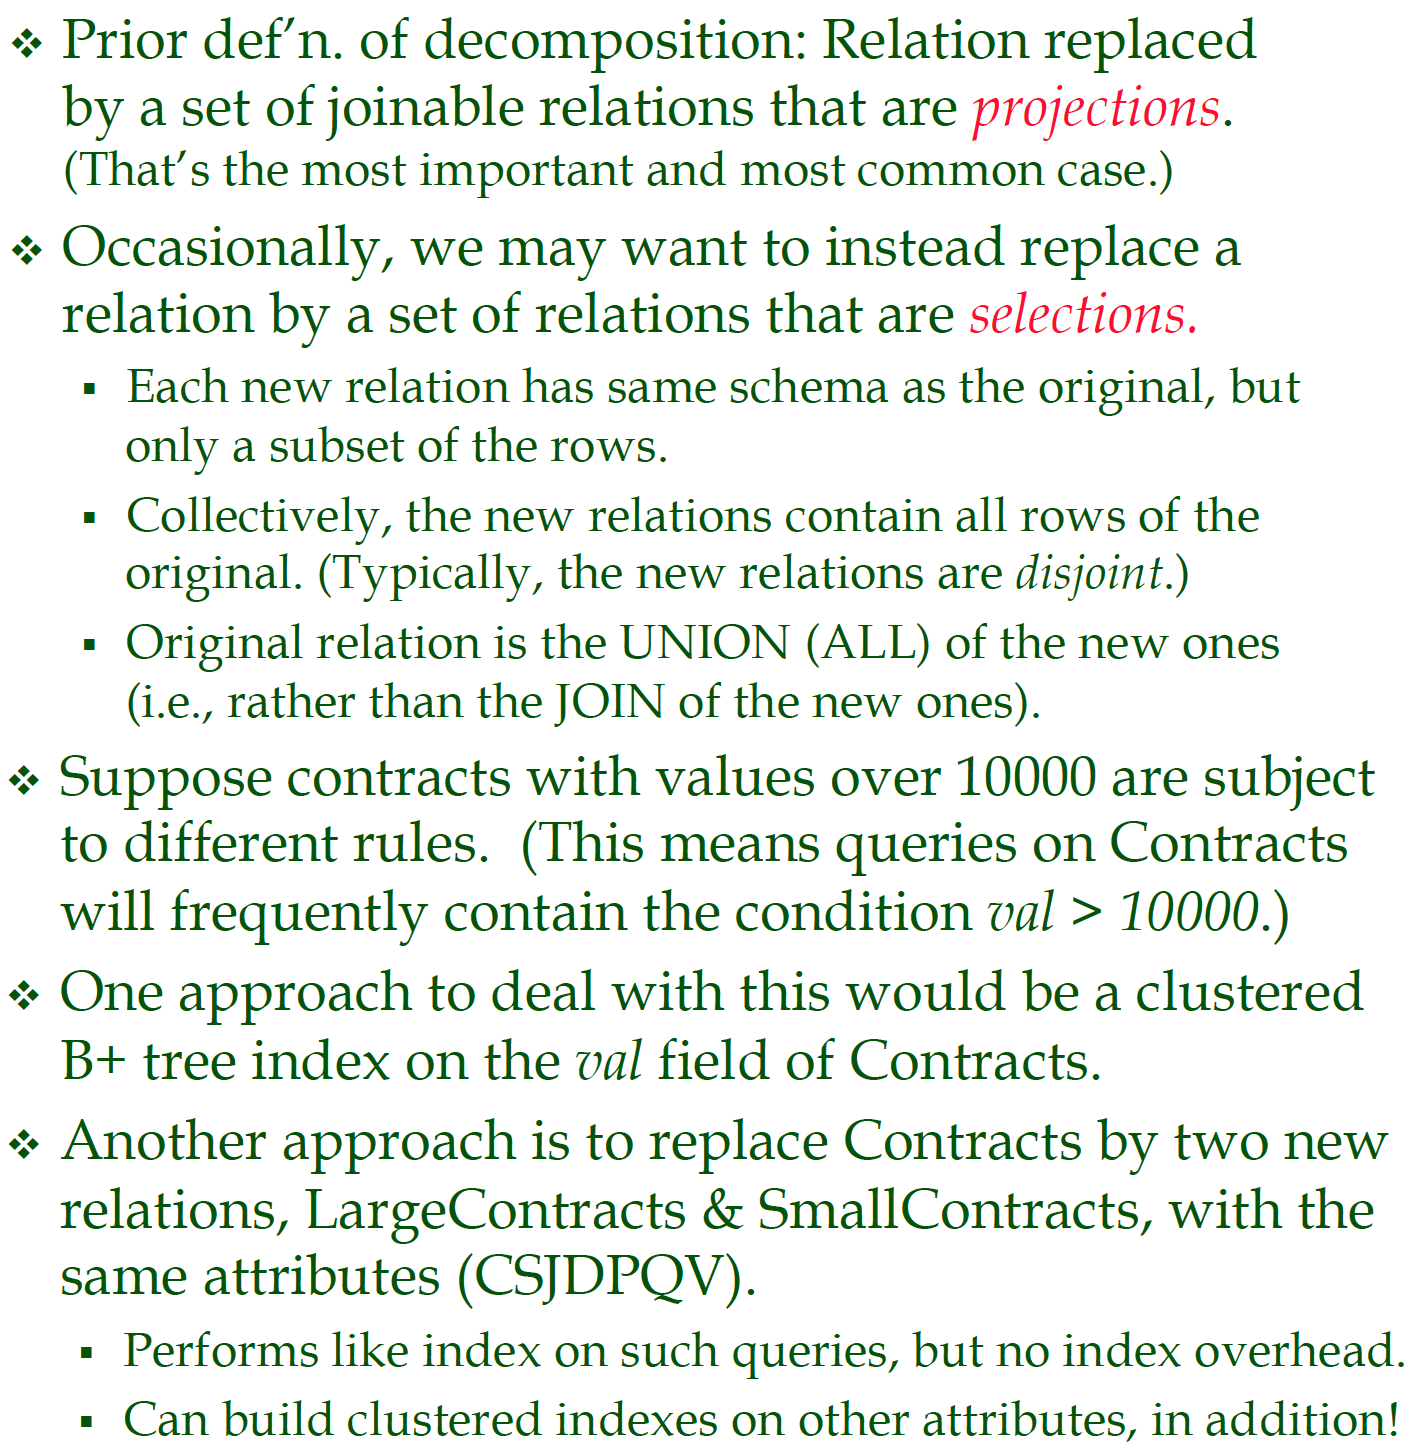 ❖ Prior def’n. of decomposition: Relation replaced
by a set of joinable relations that are projections.
(That’s the most important and most common case.)
❖ Occasionally, we may want to instead replace a
relation by a set of relations that are selections.
▪ Each new relation has same schema as the original, but
only a subset of the rows.
▪ Collectively, the new relations contain all rows of the
original. (Typically, the new relations are disjoint.)
▪ Original relation is the UNION (ALL) of the new ones
(i.e., rather than the JOIN of the new ones).
❖ Suppose contracts with values over 10000 are subject
to different rules. (This means queries on Contracts
will frequently contain the condition val > 10000.)
❖ One approach to deal with this would be a clustered
B+ tree index on the val field of Contracts.
❖ Another approach is to replace Contracts by two new
relations, LargeContracts & SmallContracts, with the
same attributes (CSJDPQV).
▪ Performs like index on such queries, but no index overhead.
▪ Can build clustered indexes on other attributes, in addition!